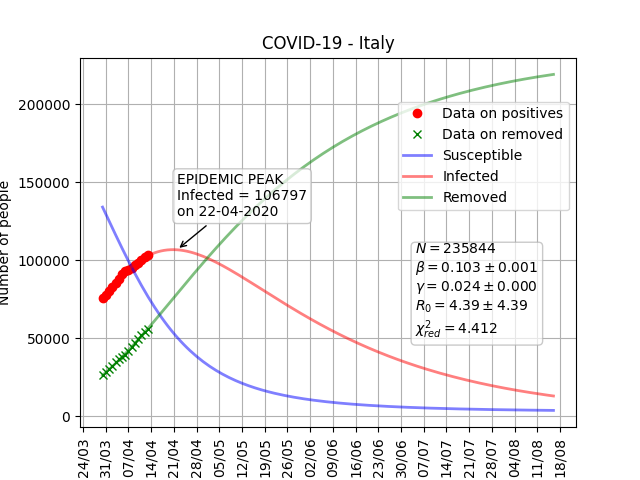 COVID-19 - Italy
Number of people
200000
150000
100000
50000
0
EPIDEMIC PEAK
Infected = 106797
on 22-04-2020
Data on positives
Data on removed
Susceptible
Infected
Removed
N = 235844
β = 0.103 ± 0.001
γ = 0.024 ± 0.000
R₀ = 4.39 ± 4.39
χ²_red = 4.412
24/03
31/03
07/04
14/04
21/04
28/04
05/05
12/05
19/05
26/05
02/06
09/06
16/06
23/06
30/06
07/07
14/07
21/07
28/07
04/08
11/08
18/08